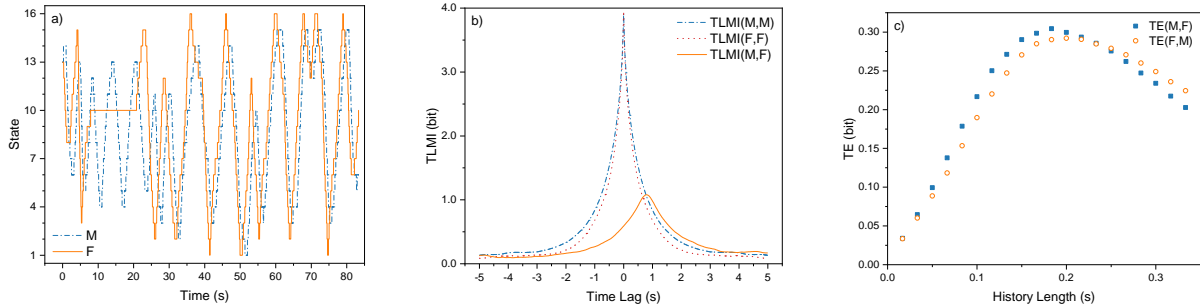 a)
16
13
10
7
4
1
State
0
10
20
30
40
50
60
70
80
Time (s)
M
F
b)
4.0
3.0
2.0
1.0
0.0
TLMI (bit)
-5
-4
-3
-2
-1
0
1
2
3
4
5
Time Lag (s)
TLMI(M,M)
TLMI(F,F)
TLMI(M,F)
c)
0.30
0.25
0.20
0.15
0.10
0.05
0.00
TE (bit)
0.0
0.1
0.2
0.3
History Length (s)
TE(M,F)
TE(F,M)